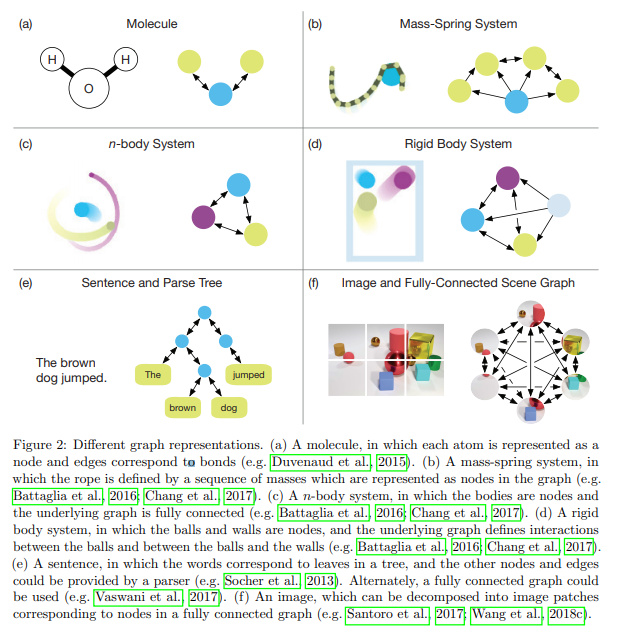 (a)
Molecule
H
H
O
(b)
Mass-Spring System
(c)
n-body System
(d)
Rigid Body System
(e)
Sentence and Parse Tree
The brown
dog jumped.
The
jumped
brown
dog
(f)
Image and Fully-Connected Scene Graph
Figure 2: Different graph representations. (a) A molecule, in which each atom is represented as a
node and edges correspond to bonds (e.g. Duvenaud et al., 2015). (b) A mass-spring system, in
which the rope is defined by a sequence of masses which are represented as nodes in the graph (e.g.
Battaglia et al., 2016; Chang et al., 2017). (c) A n-body system, in which the bodies are nodes and
the underlying graph is fully connected (e.g. Battaglia et al., 2016; Chang et al., 2017). (d) A rigid
body system, in which the balls and walls are nodes, and the underlying graph defines interactions
between the balls and between the balls and the walls (e.g. Battaglia et al., 2016; Chang et al., 2017).
(e) A sentence, in which the words correspond to leaves in a tree, and the other nodes and edges
could be provided by a parser (e.g. Socher et al., 2013). Alternately, a fully connected graph could
be used (e.g. Vaswani et al., 2017). (f) An image, which can be decomposed into image patches
corresponding to nodes in a fully connected graph (e.g. Santoro et al., 2017; Wang et al., 2018c).